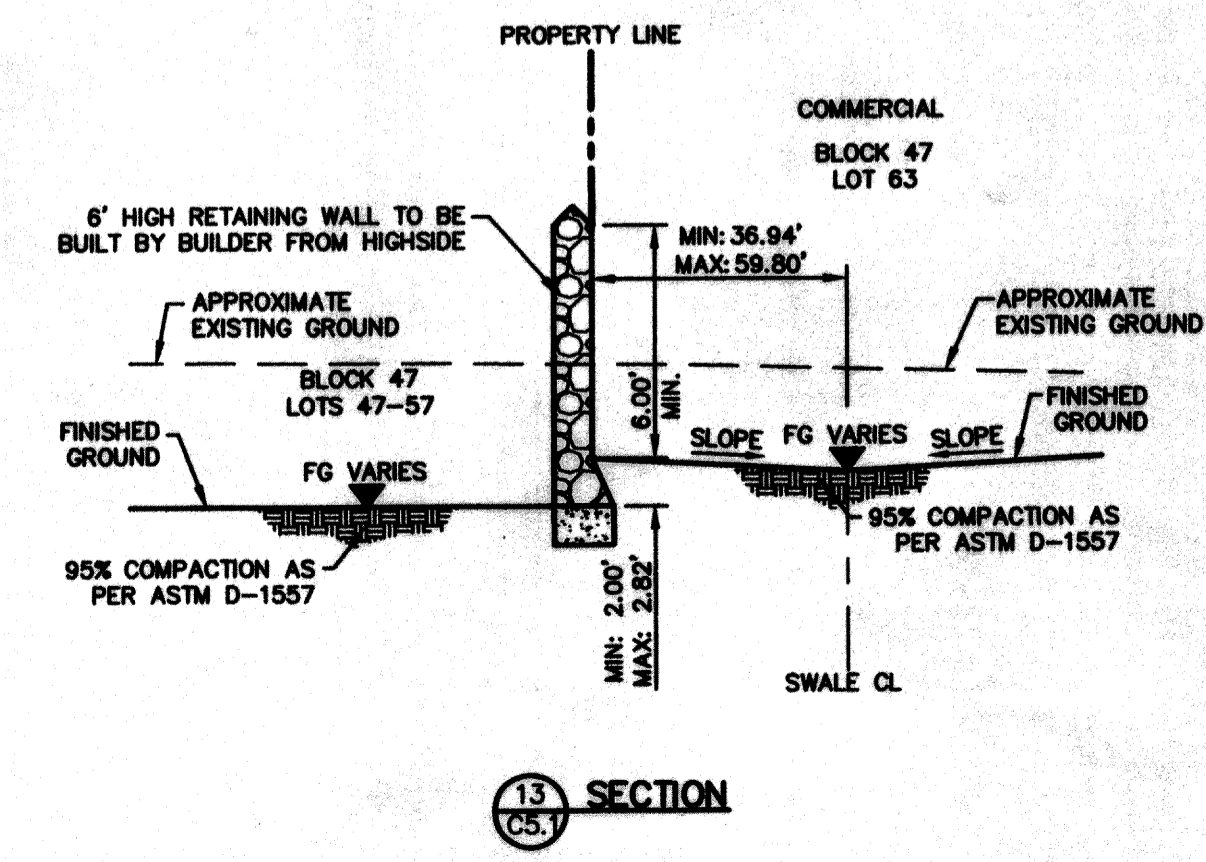 PROPERTY LINE
COMMERCIAL
BLOCK 47
LOT 63
6' HIGH RETAINING WALL TO BE
BUILT BY BUILDER FROM HIGHSIDE
MIN: 36.94'
MAX: 59.80'
APPROXIMATE
EXISTING GROUND
APPROXIMATE
EXISTING GROUND
BLOCK 47
LOTS 47-57
6.00'
MIN.
FINISHED
GROUND
FINISHED
GROUND
SLOPE
FG VARIES
SLOPE
FG VARIES
95% COMPACTION AS
PER ASTM D-1557
95% COMPACTION AS
PER ASTM D-1557
MIN: 2.00'
MAX: 2.82'
SWALE CL
13
C5.1
SECTION